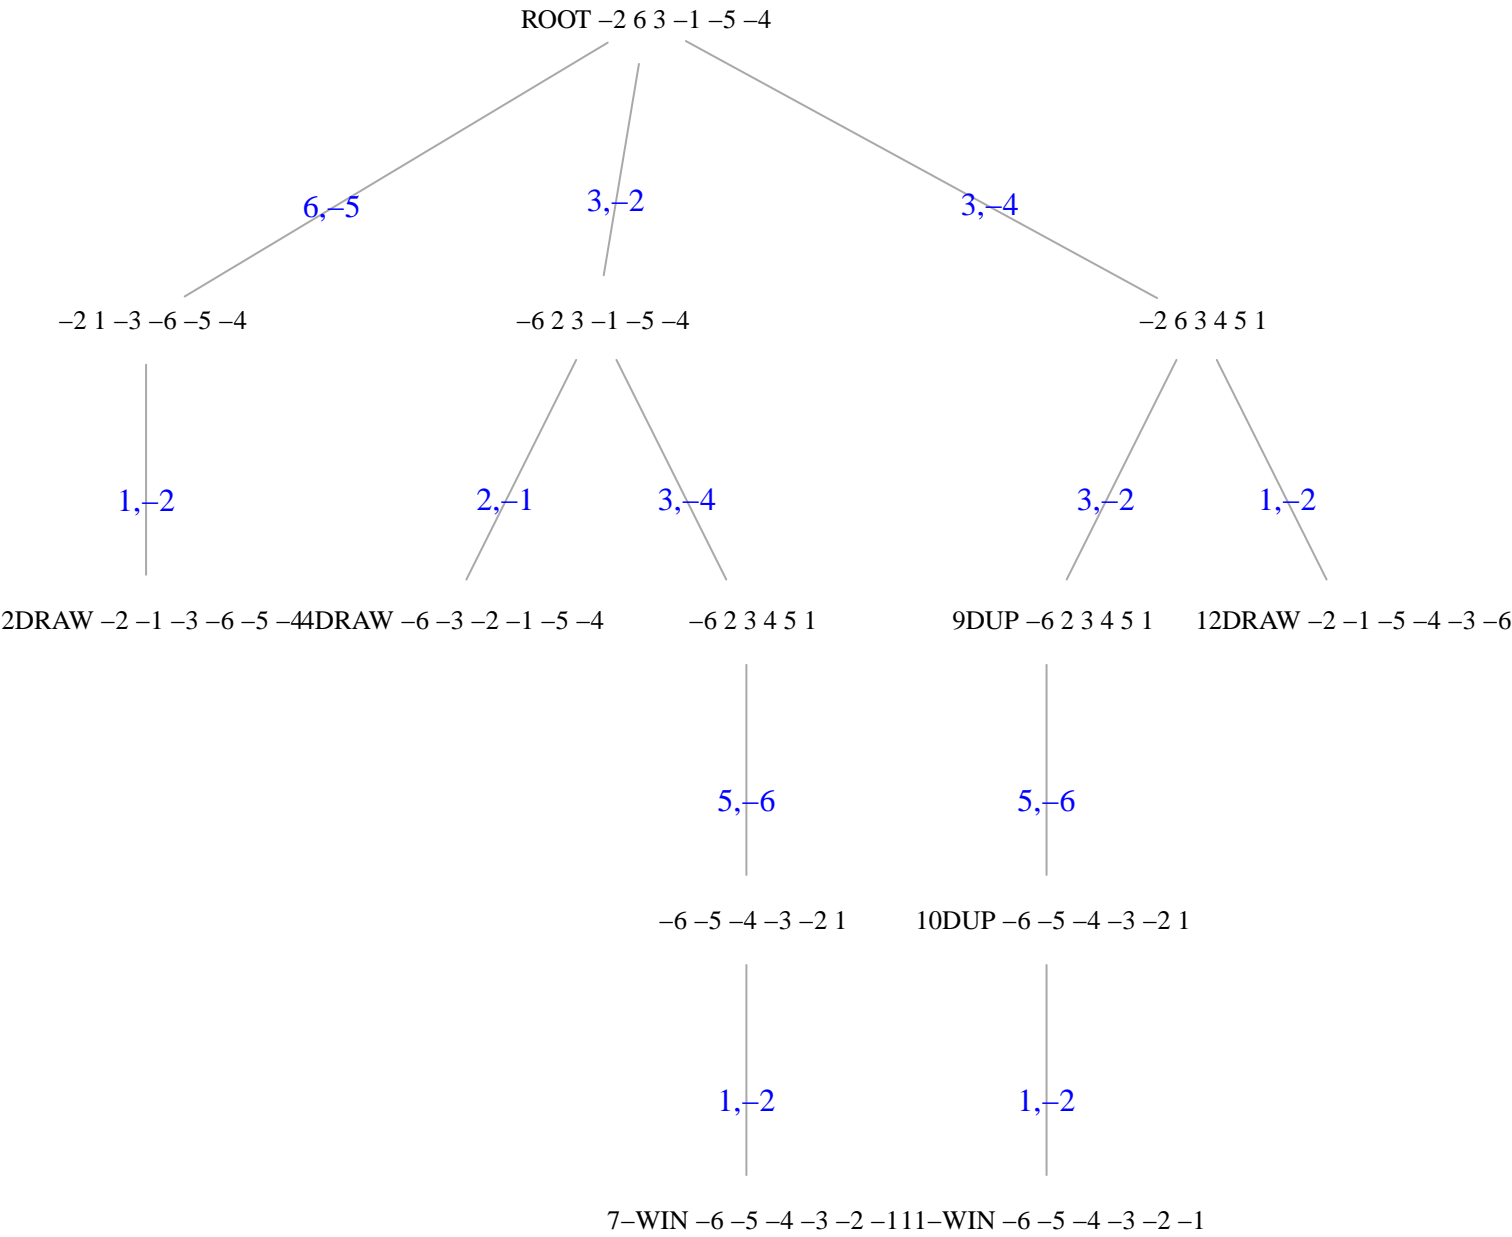 ROOT –2 6 3 –1 –5 –4
6,–5
3,–2
3,–4
–2 1 –3 –6 –5 –4
–6 2 3 –1 –5 –4
–2 6 3 4 5 1
1,–2
2,–1
3,–4
3,–2
1,–2
2DRAW –2 –1 –3 –6 –5 –4
4DRAW –6 –3 –2 –1 –5 –4
–6 2 3 4 5 1
9DUP –6 2 3 4 5 1
12DRAW –2 –1 –5 –4 –3 –6
5,–6
5,–6
–6 –5 –4 –3 –2 1
10DUP –6 –5 –4 –3 –2 1
1,–2
1,–2
7–WIN –6 –5 –4 –3 –2 –1
11–WIN –6 –5 –4 –3 –2 –1